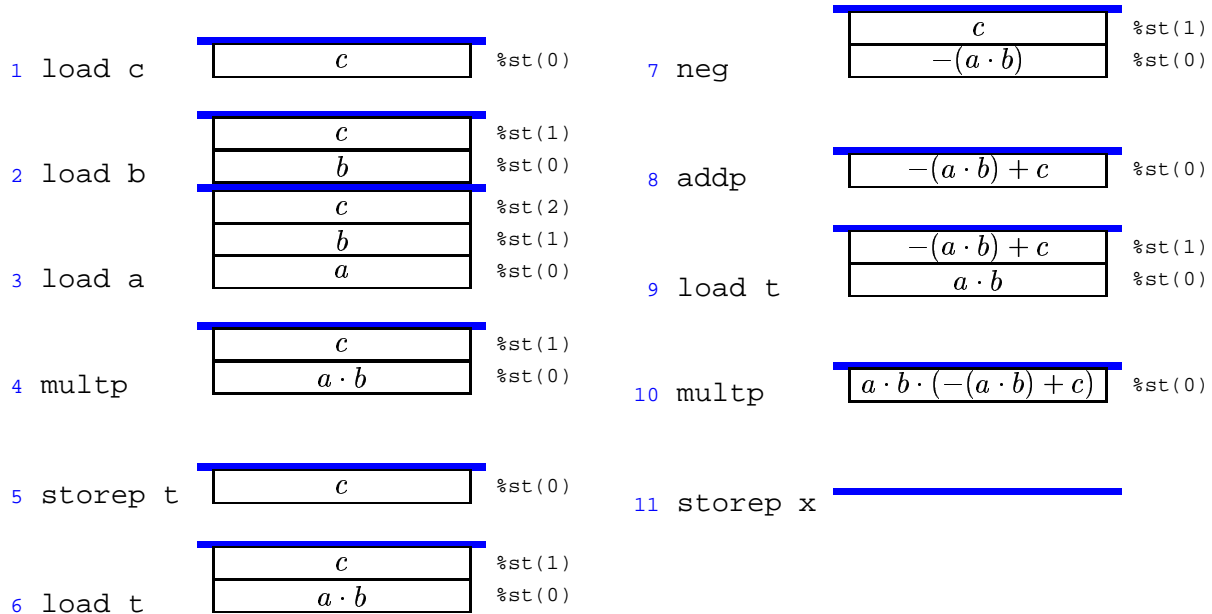 c %st(0)
1 load c
c %st(1)
b %st(0)
2 load b
c %st(2)
b %st(1)
a %st(0)
3 load a
c %st(1)
a · b %st(0)
4 multp
c %st(0)
5 storep t
c %st(1)
a · b %st(0)
6 load t
c %st(1)
−(a · b) %st(0)
7 neg
−(a · b) + c %st(0)
8 addp
−(a · b) + c %st(1)
a · b %st(0)
9 load t
a · b · (−(a · b) + c) %st(0)
10 multp
11 storep x